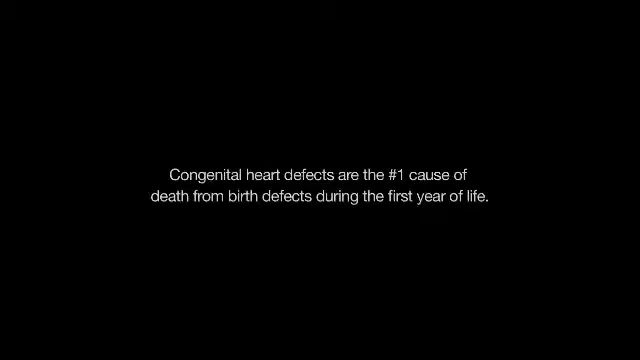 Congenital heart defects are the #1 cause of
death from birth defects during the first year of life.